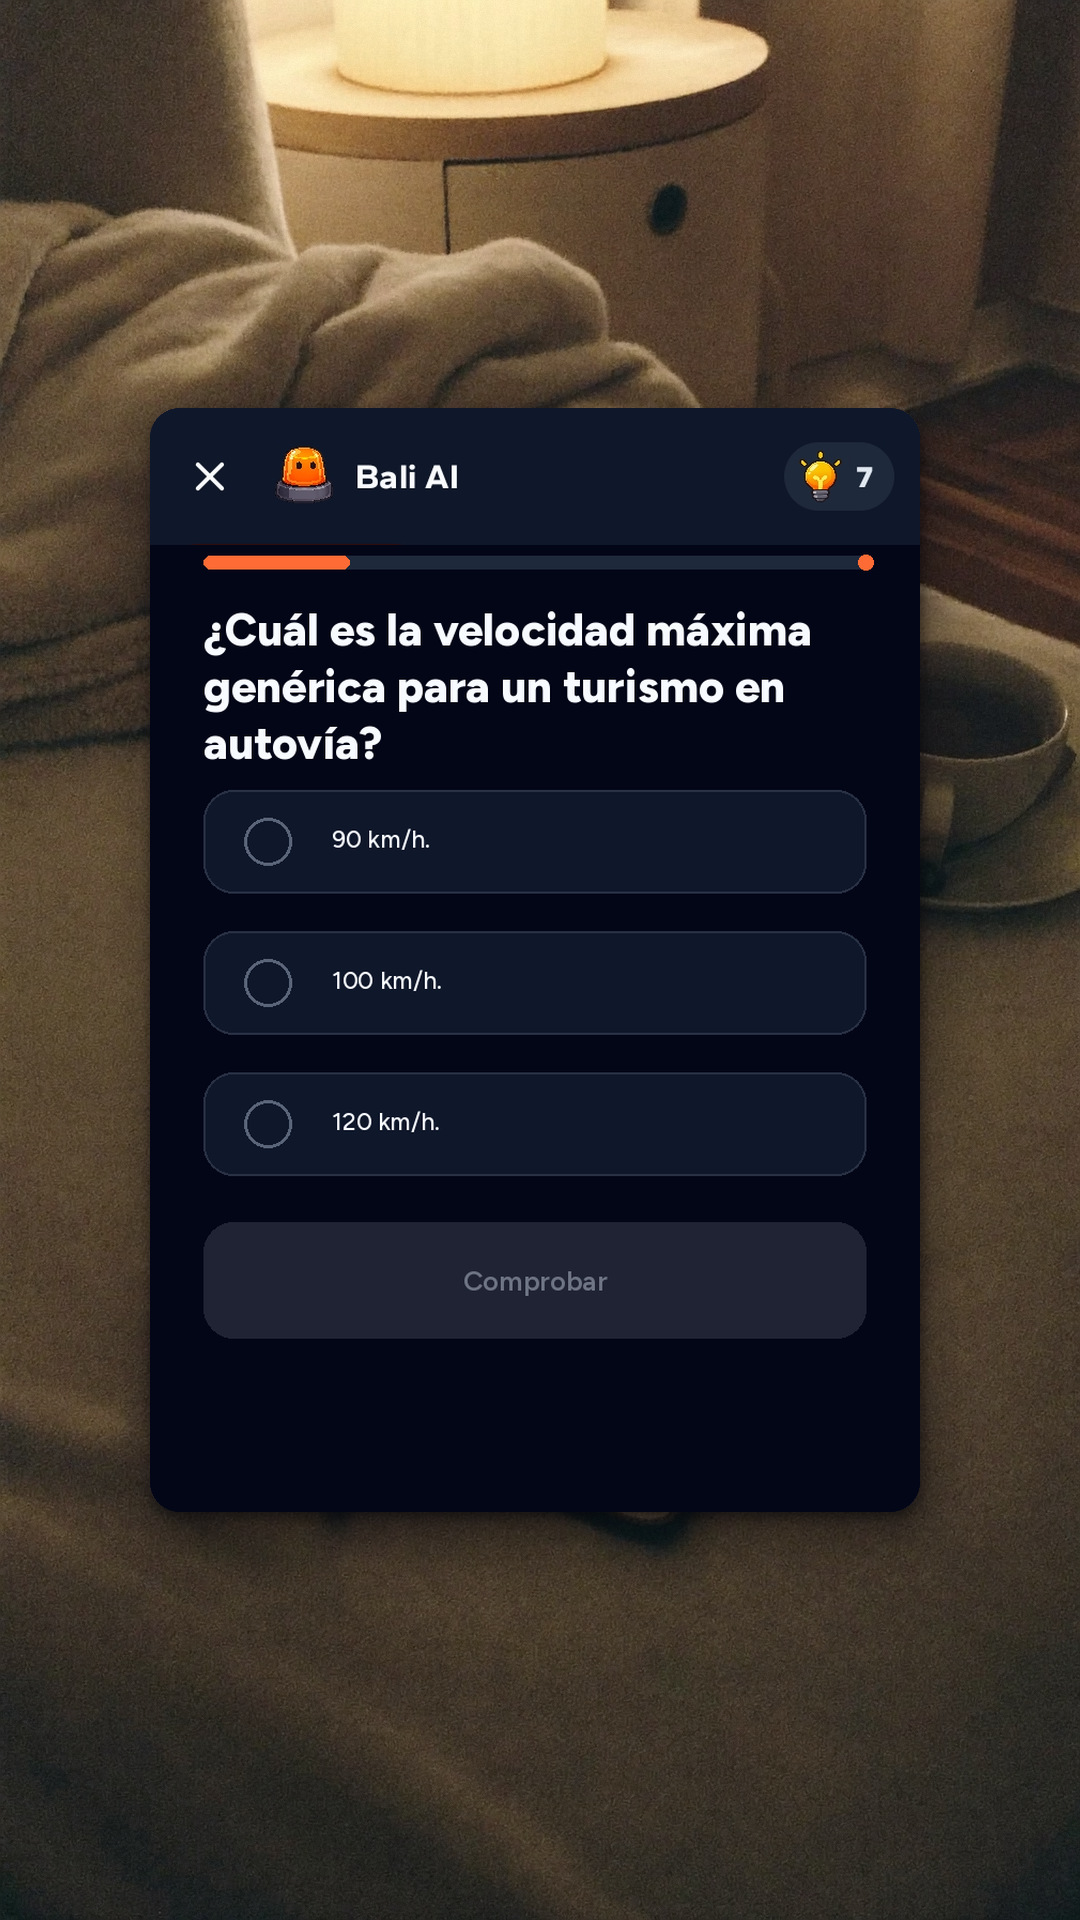 Bali AI
7
¿Cuál es la velocidad máxima
genérica para un turismo en
autovía?
90 km/h.
100 km/h.
120 km/h.
Comprobar